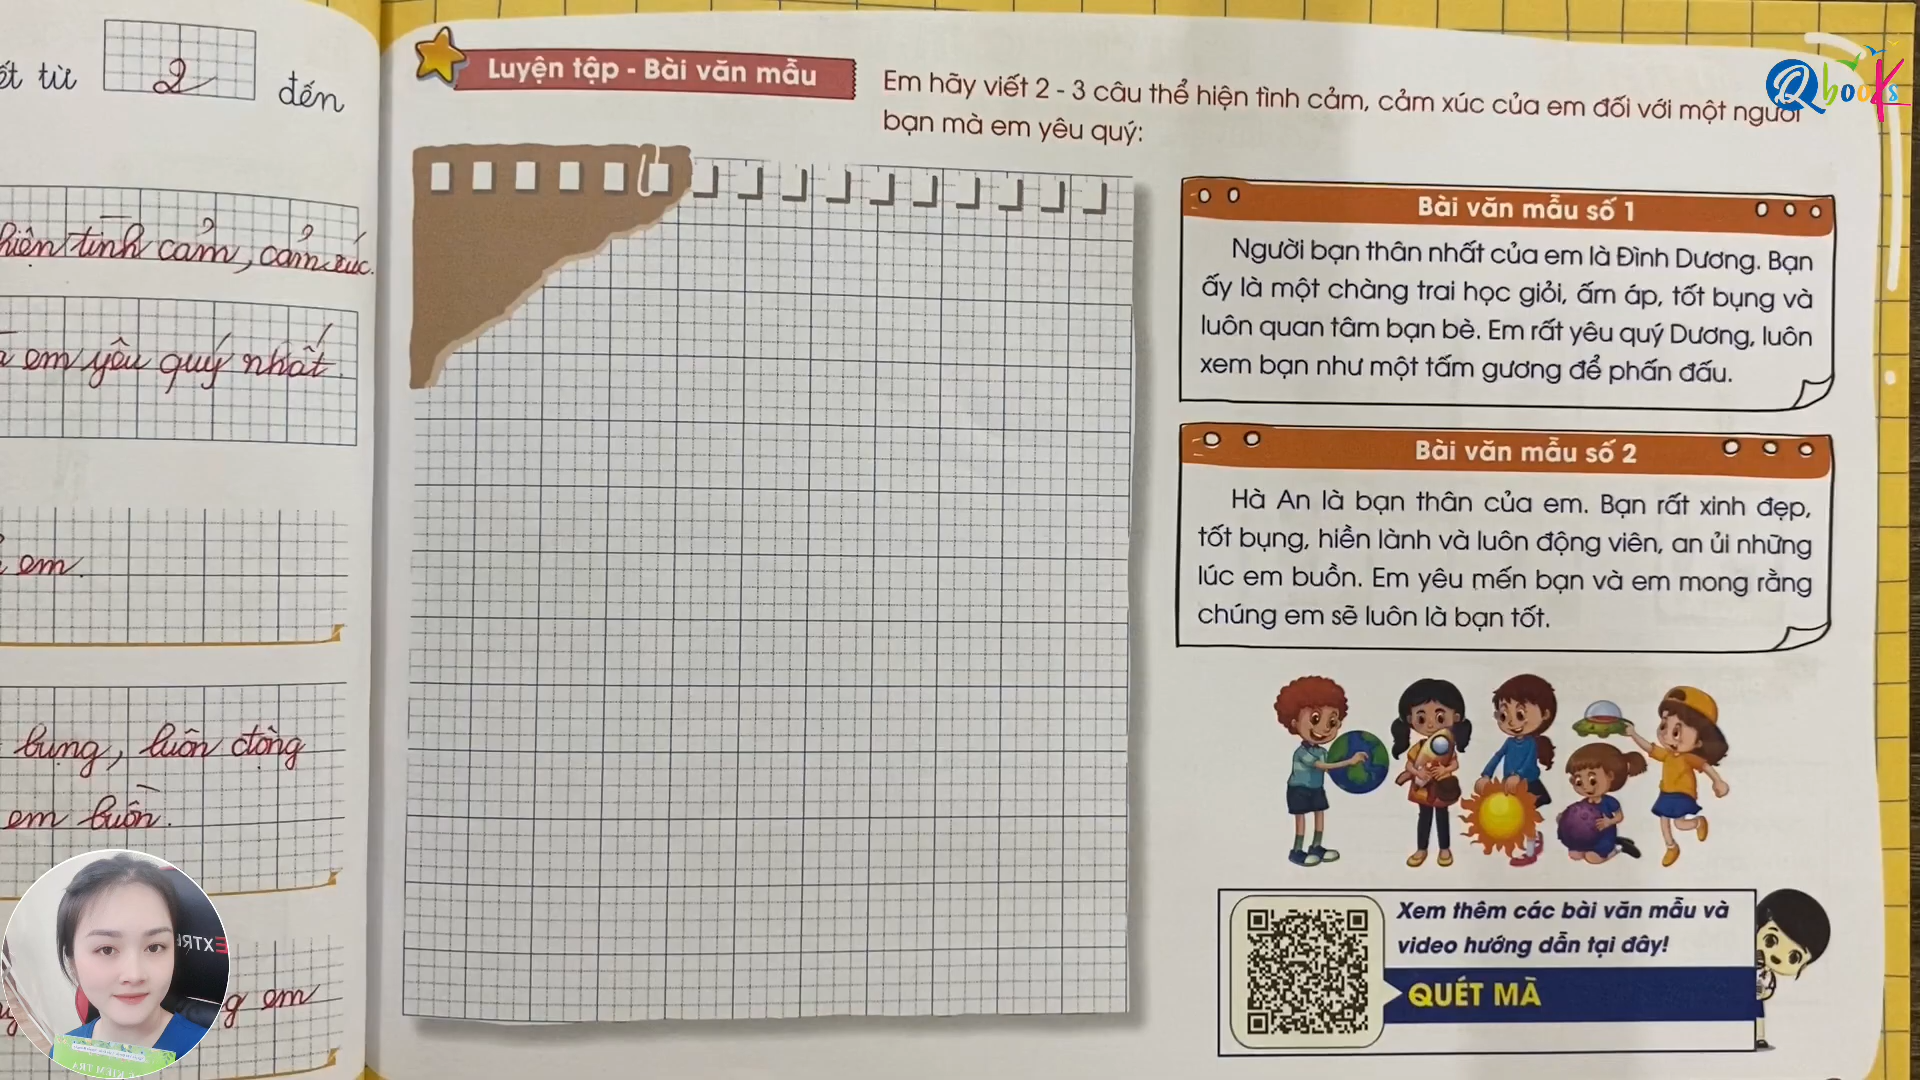 ết từ 2 đến
hiện tình cảm, cảm xúc.
em yêu quý nhất.
em.
bụng, luôn động
em buồn.
g em
Luyện tập - Bài văn mẫu
Em hãy viết 2 - 3 câu thể hiện tình cảm, cảm xúc của em đối với một người
bạn mà em yêu quý:
Qbooks
Bài văn mẫu số 1
Người bạn thân nhất của em là Đình Dương. Bạn
ấy là một chàng trai học giỏi, ấm áp, tốt bụng và
luôn quan tâm bạn bè. Em rất yêu quý Dương, luôn
xem bạn như một tấm gương để phấn đấu.
Bài văn mẫu số 2
Hà An là bạn thân của em. Bạn rất xinh đẹp,
tốt bụng, hiền lành và luôn động viên, an ủi những
lúc em buồn. Em yêu mến bạn và em mong rằng
chúng em sẽ luôn là bạn tốt.
Xem thêm các bài văn mẫu và
video hướng dẫn tại đây!
QUÉT MÃ